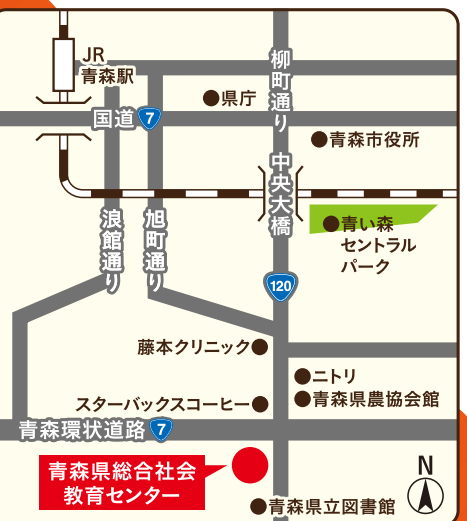 JR
青森駅
柳町通り
県庁
国道
7
青森市役所
中央大橋
浪館通り
旭町通り
青い森
セントラル
パーク
120
藤本クリニック
ニトリ
スターバックスコーヒー
青森県農協会館
青森環状道路
7
青森県総合社会
教育センター
N
青森県立図書館